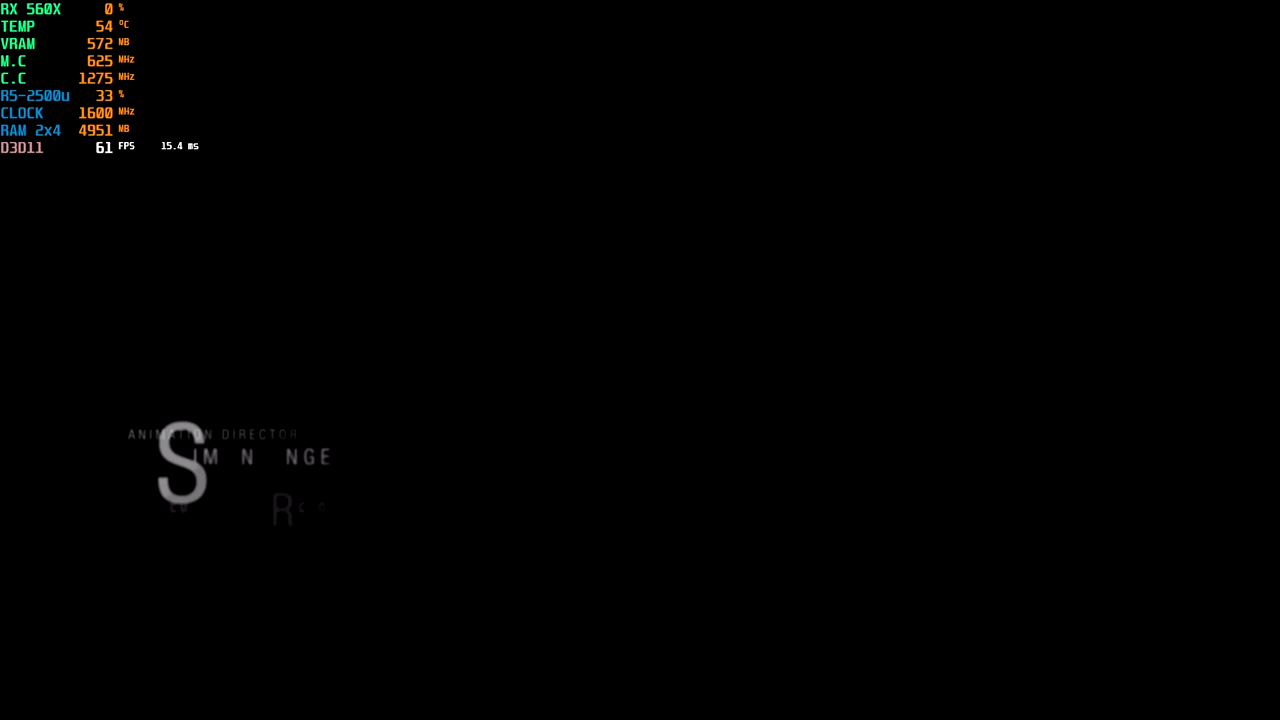 RX 560X 0 %
TEMP 54 °C
VRAM 572 MB
M.C 625 MHz
C.C 1275 MHz
R5-2500u 33 %
CLOCK 1600 MHz
RAM 2x4 4951 MB
D3D11 61 FPS 15.4 ms
ANIMATION DIRECTOR